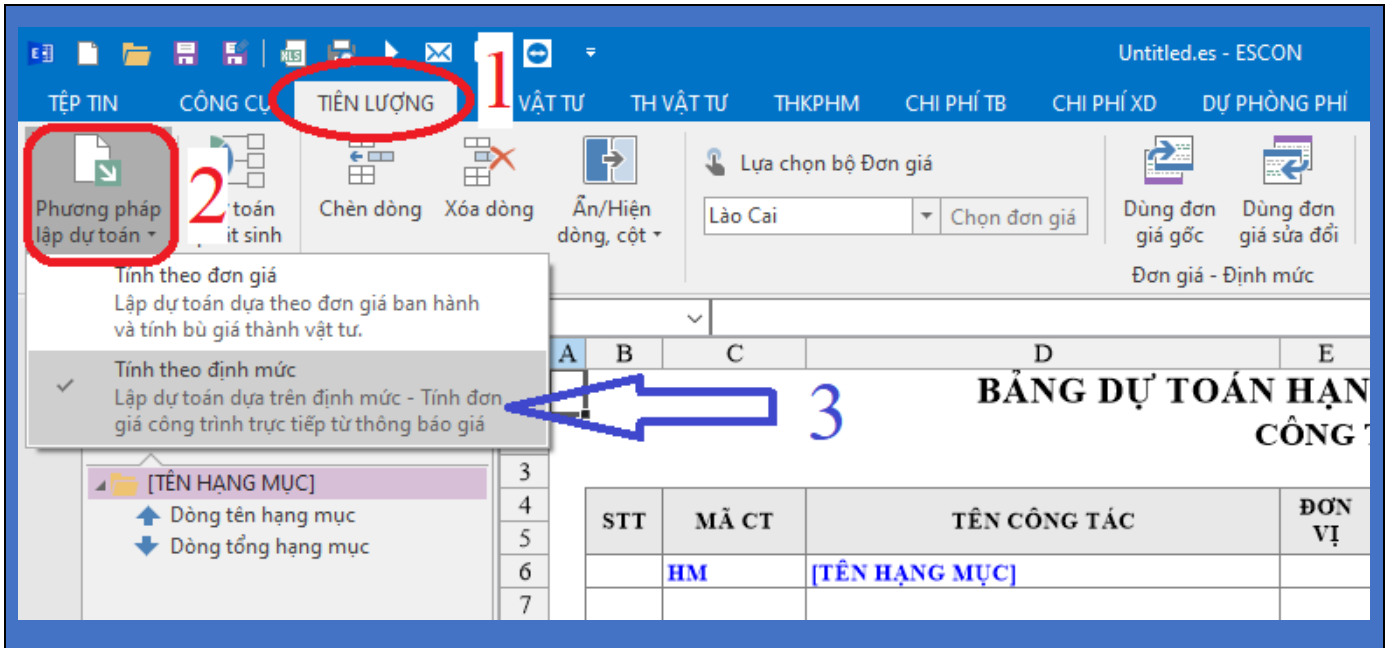 Untitled.es - ESCON
1
TỆP TIN CÔNG CỤ TIÊN LƯỢNG VẬT TƯ TH VẬT TƯ THKPHM CHI PHÍ TB CHI PHÍ XD DỰ PHÒNG PHÍ
2
Phương pháp
lập dự toán
toán
sinh
Chèn dòng
Xóa dòng
Ẩn/Hiện
dòng, cột
Lựa chọn bộ Đơn giá
Lào Cai
Chọn đơn giá
Dùng đơn
giá gốc
Dùng đơn
giá sửa đổi
Đơn giá - Định mức
Tính theo đơn giá
Lập dự toán dựa theo đơn giá ban hành
và tính bù giá thành vật tư.
Tính theo định mức
Lập dự toán dựa trên định mức - Tính đơn
giá công trình trực tiếp từ thông báo giá
3
A B C D E
BẢNG DỰ TOÁN HẠN
CÔNG
[TÊN HẠNG MỤC]
Dòng tên hạng mục
Dòng tổng hạng mục
3
4
5
6
7
STT MÃ CT TÊN CÔNG TÁC ĐƠN
VỊ
HM [TÊN HẠNG MỤC]